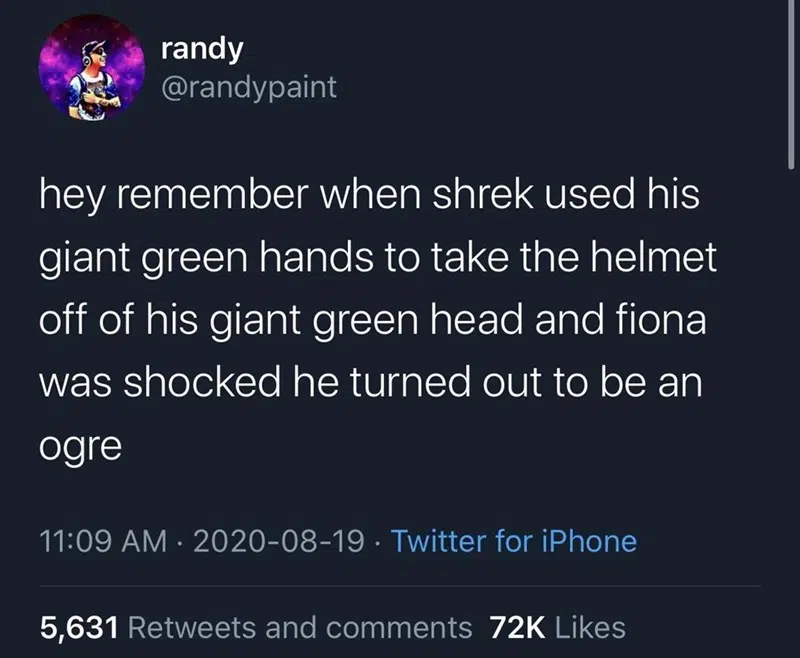 randy
@randypaint
hey remember when shrek used his
giant green hands to take the helmet
off of his giant green head and fiona
was shocked he turned out to be an
ogre
11:09 AM · 2020-08-19 · Twitter for iPhone
5,631 Retweets and comments 72K Likes